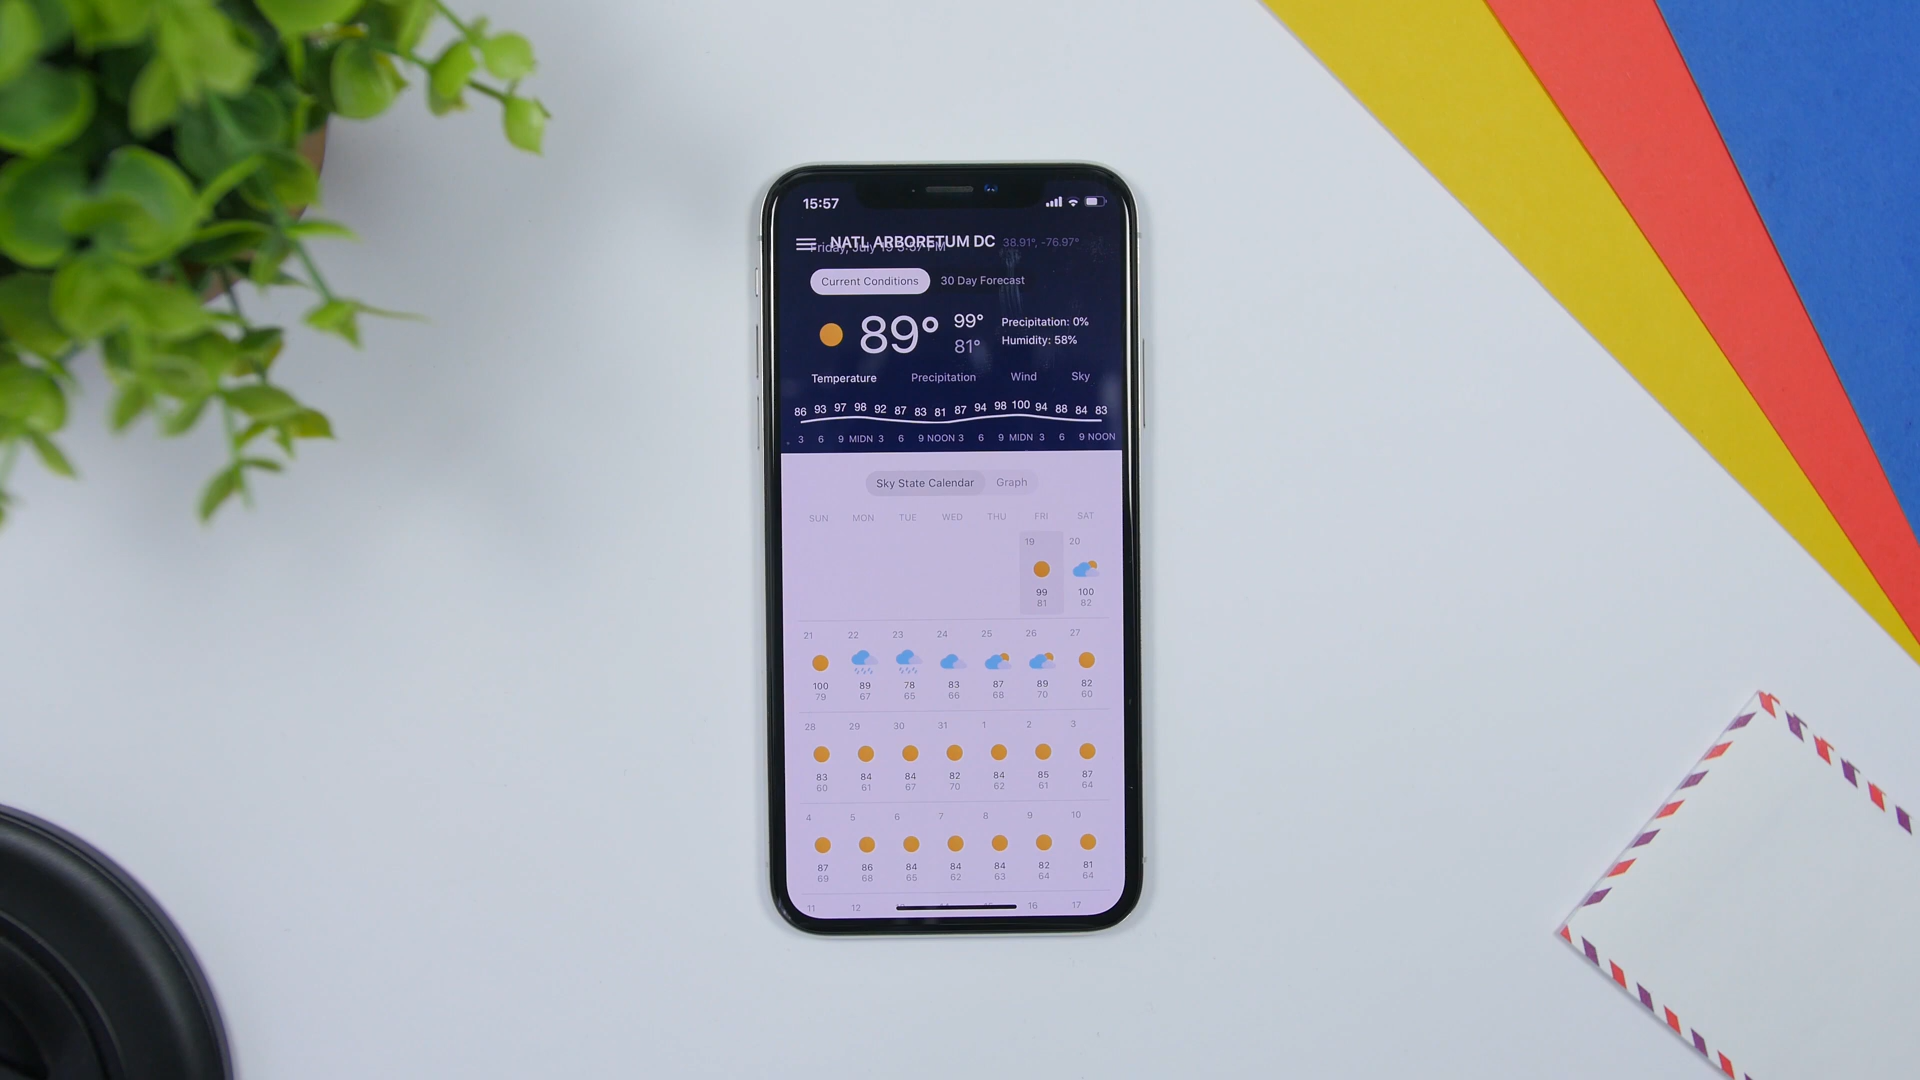 15:57
NATL ARBORETUM DC 38.91°, -76.97°
Friday, July 19 3:57 PM
Current Conditions 30 Day Forecast
89° 99° 81° Precipitation: 0%
Humidity: 58%
Temperature Precipitation Wind Sky
86 93 97 98 92 87 83 81 87 94 98 100 94 88 84 83
3 6 9 MIDN 3 6 9 NOON 3 6 9 MIDN 3 6 9 NOON
Sky State Calendar Graph
SUN MON TUE WED THU FRI SAT
19 20
99 100
81 82
21 22 23 24 25 26 27
100 89 78 83 87 89 82
79 67 65 66 68 70 60
28 29 30 31 1 2 3
83 84 84 82 84 85 87
60 61 67 70 62 61 64
4 5 6 7 8 9 10
87 86 84 84 84 82 81
69 68 65 62 63 64 64
11 12 16 17